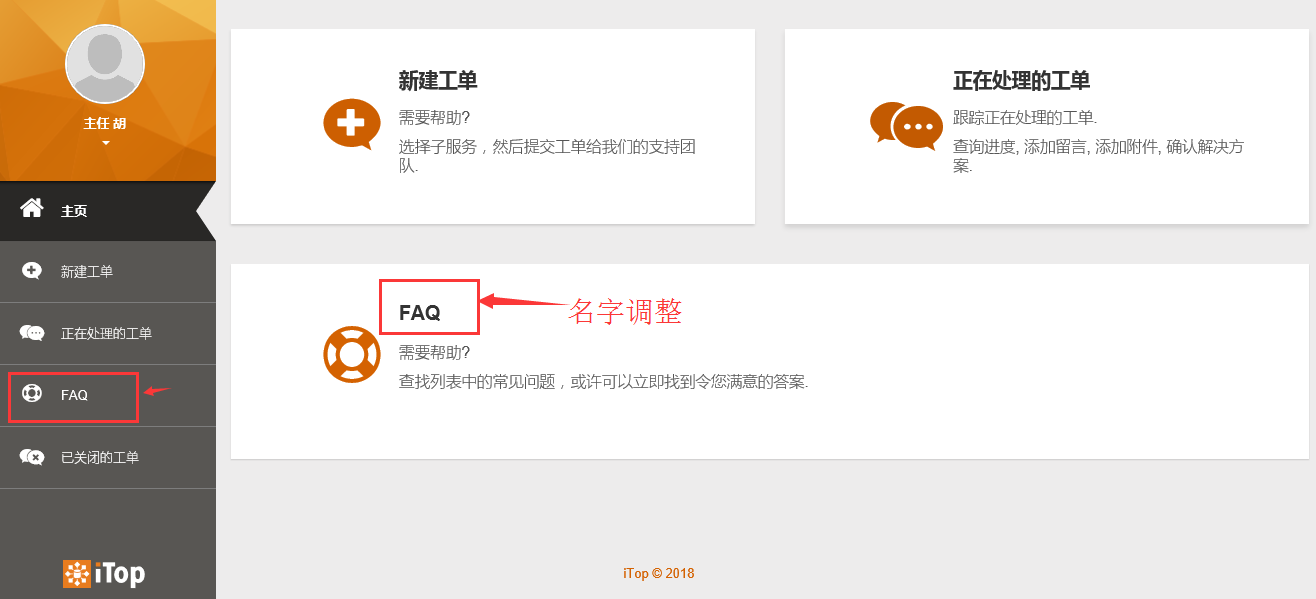 主任 胡
主页
新建工单
正在处理的工单
FAQ
已关闭的工单
iTop
新建工单
需要帮助?
选择子服务，然后提交工单给我们的支持团
队.
正在处理的工单
跟踪正在处理的工单.
查询进度, 添加留言, 添加附件, 确认解决方
案.
FAQ
名字调整
需要帮助?
查找列表中的常见问题，或许可以立即找到令您满意的答案.
iTop © 2018